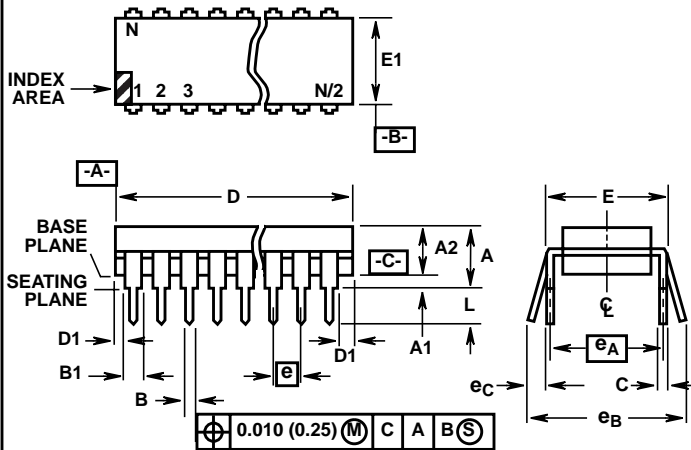 N
INDEX
AREA
1 2 3 N/2
E1
-B-
-A-
D
E
BASE
PLANE
SEATING
PLANE
-C-
A2
A
L
A1
D1
D1
B1
B
e
℄
eA
eC
C
eB
⌖ 0.010 (0.25) Ⓜ C A B Ⓢ